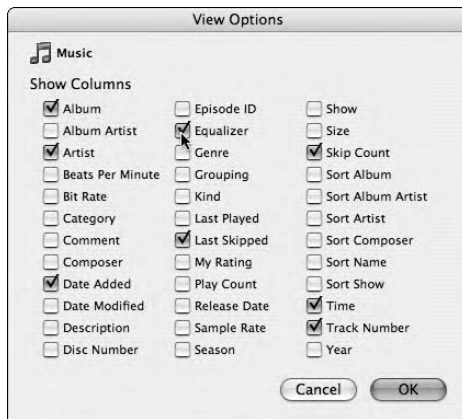 View Options
Music
Show Columns
Album
Album Artist
Artist
Beats Per Minute
Bit Rate
Category
Comment
Composer
Date Added
Date Modified
Description
Disc Number
Episode ID
Equalizer
Genre
Grouping
Kind
Last Played
Last Skipped
My Rating
Play Count
Release Date
Sample Rate
Season
Show
Size
Skip Count
Sort Album
Sort Album Artist
Sort Artist
Sort Composer
Sort Name
Sort Show
Time
Track Number
Year
Cancel
OK